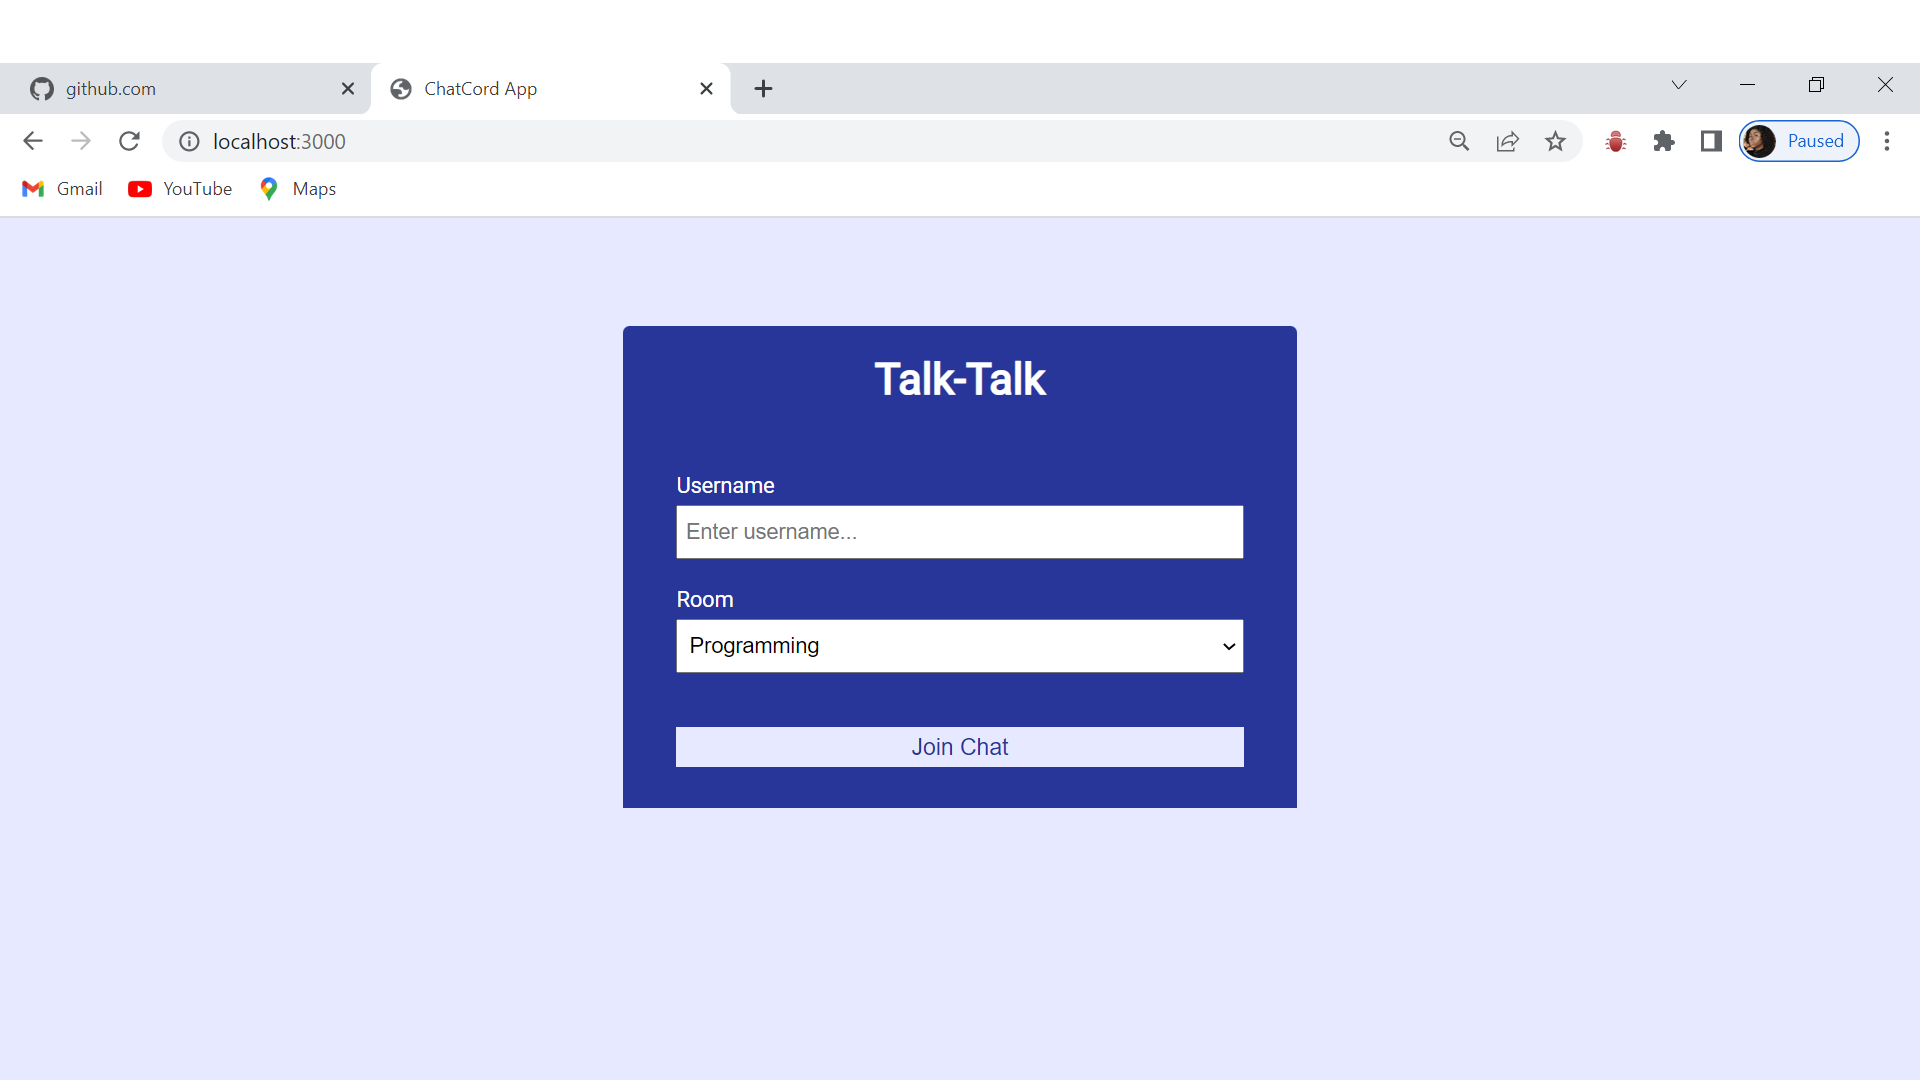 github.com
ChatCord App
localhost:3000
Paused
Gmail
YouTube
Maps
Talk-Talk
Username
Enter username...
Room
Programming
Join Chat